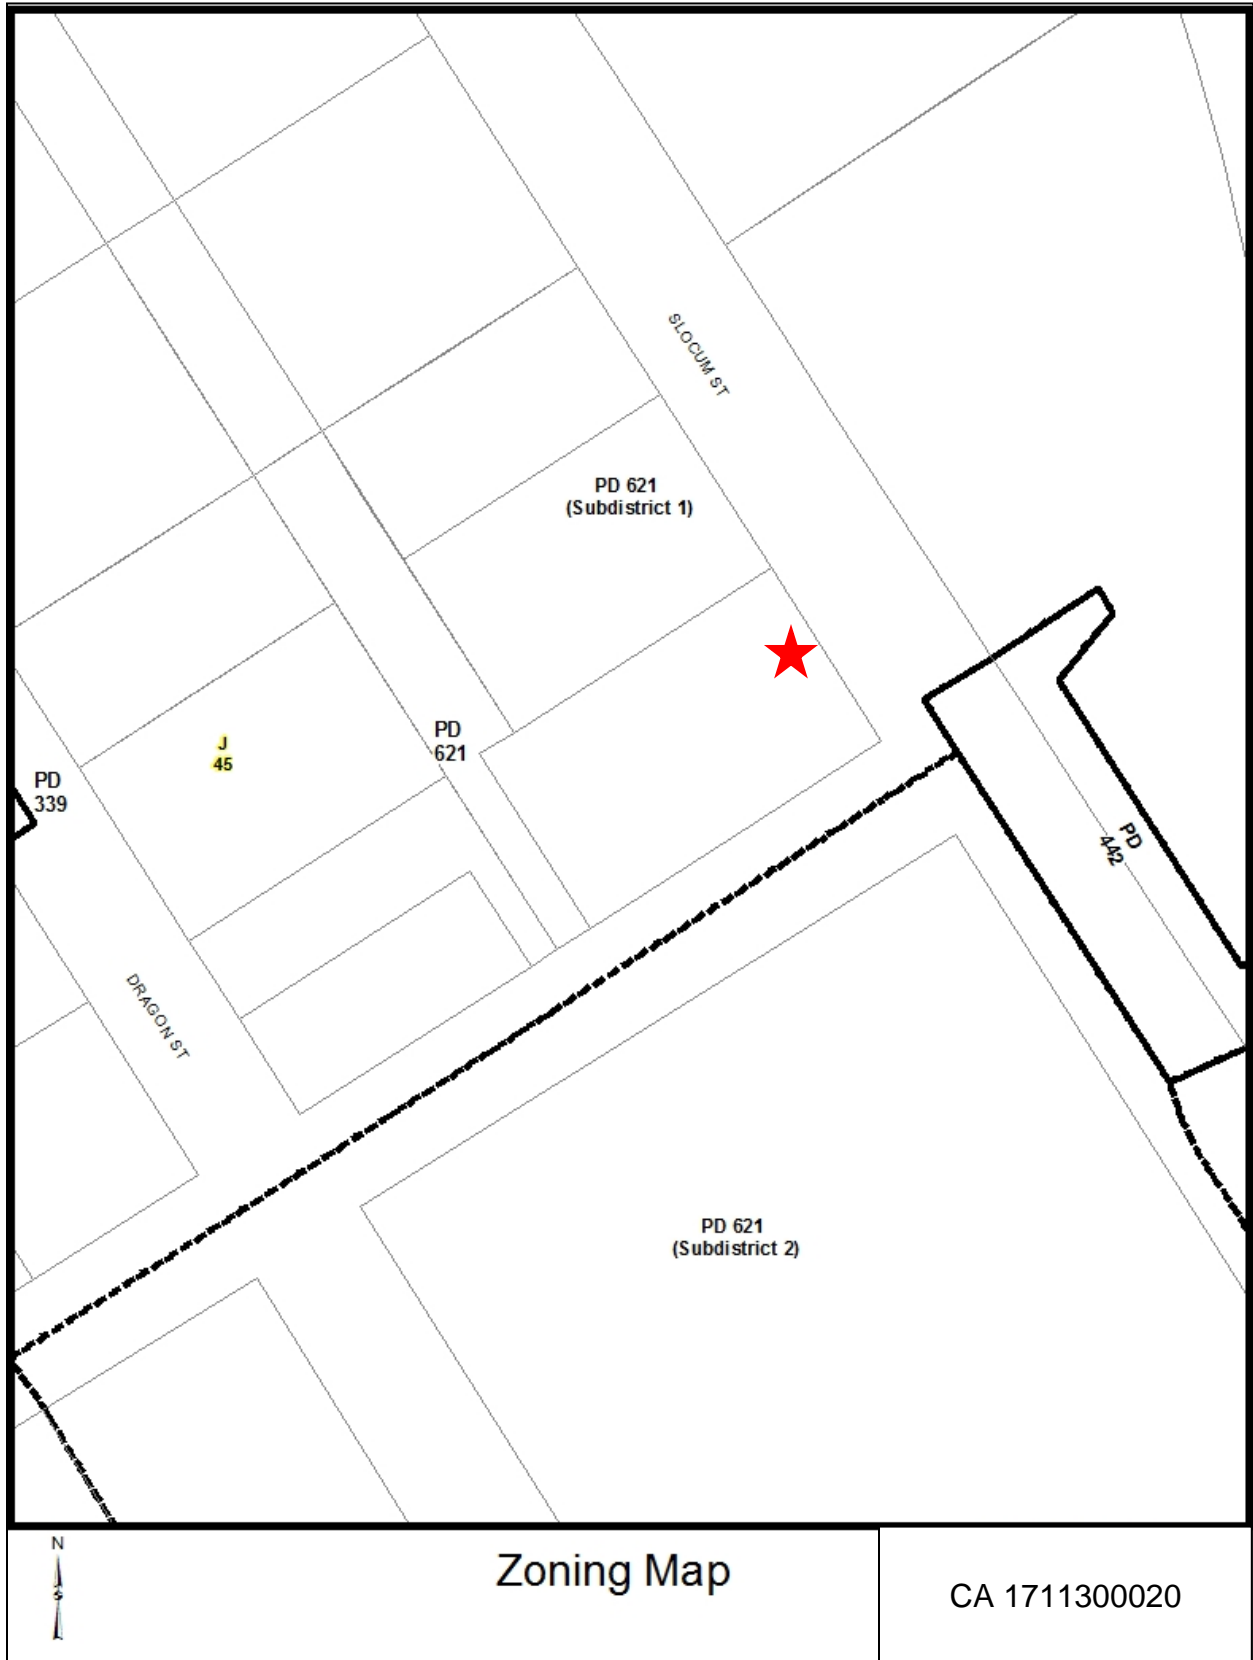 SLOCUM ST
PD 621
(Subdistrict 1)
PD
621
J
45
PD
339
PD
442
DRAGON ST
PD 621
(Subdistrict 2)
N
S
Zoning Map
CA 1711300020